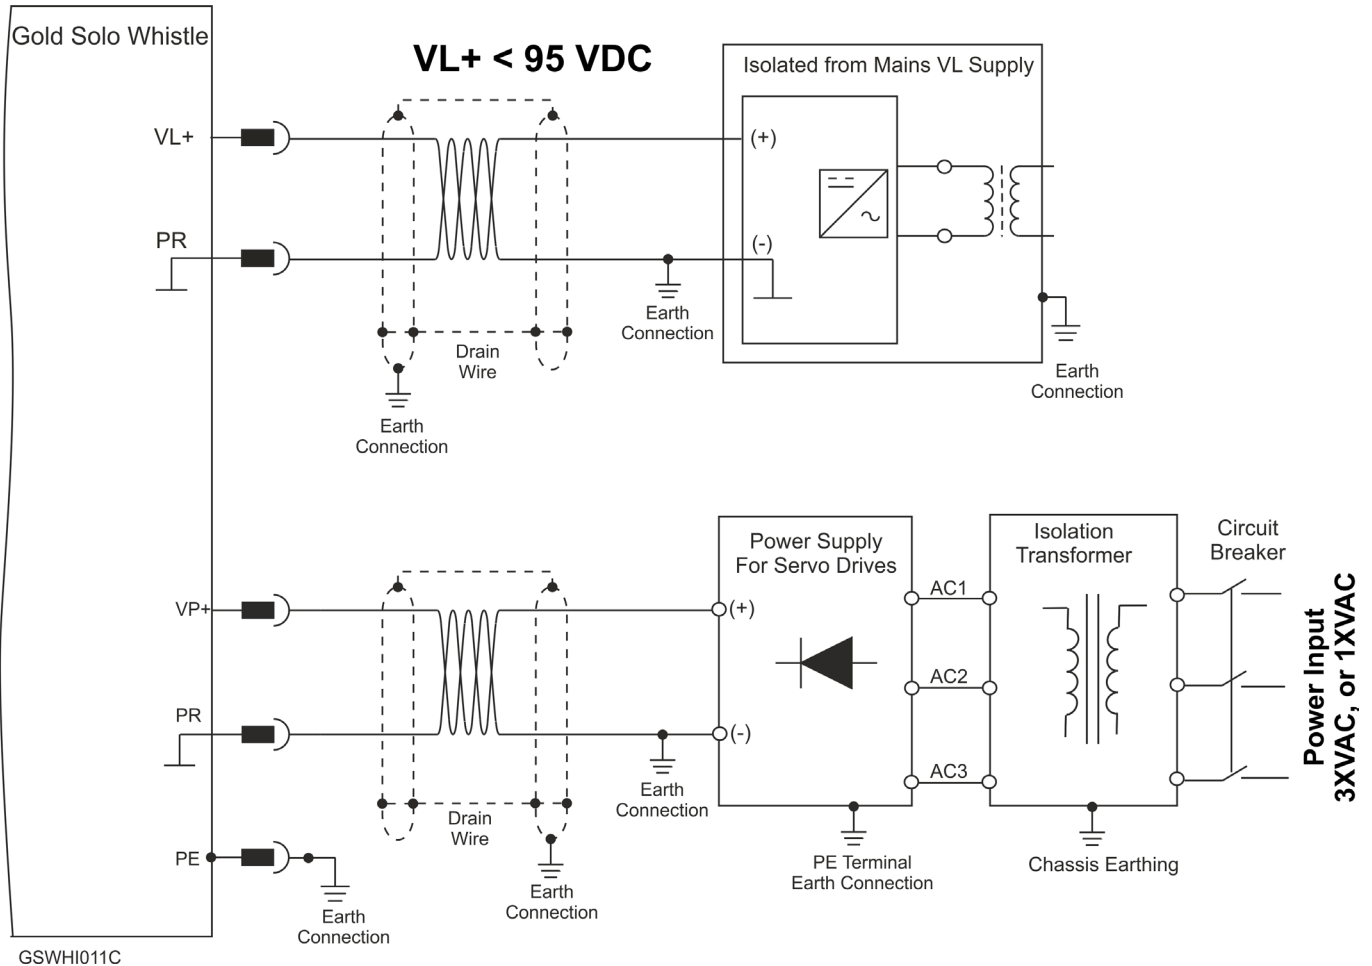 Gold Solo Whistle
VL+ < 95 VDC
Isolated from Mains VL Supply
VL+
(+)
PR
(-)
Earth
Connection
Drain
Wire
Earth
Connection
Earth
Connection
Power Supply
For Servo Drives
Isolation
Transformer
Circuit
Breaker
VP+
(+)
AC1
AC2
PR
(-)
AC3
Power Input
3XVAC, or 1XVAC
Earth
Connection
Drain
Wire
PE
PE Terminal
Earth Connection
Chassis Earthing
Earth
Connection
Earth
Connection
GSWHI011C